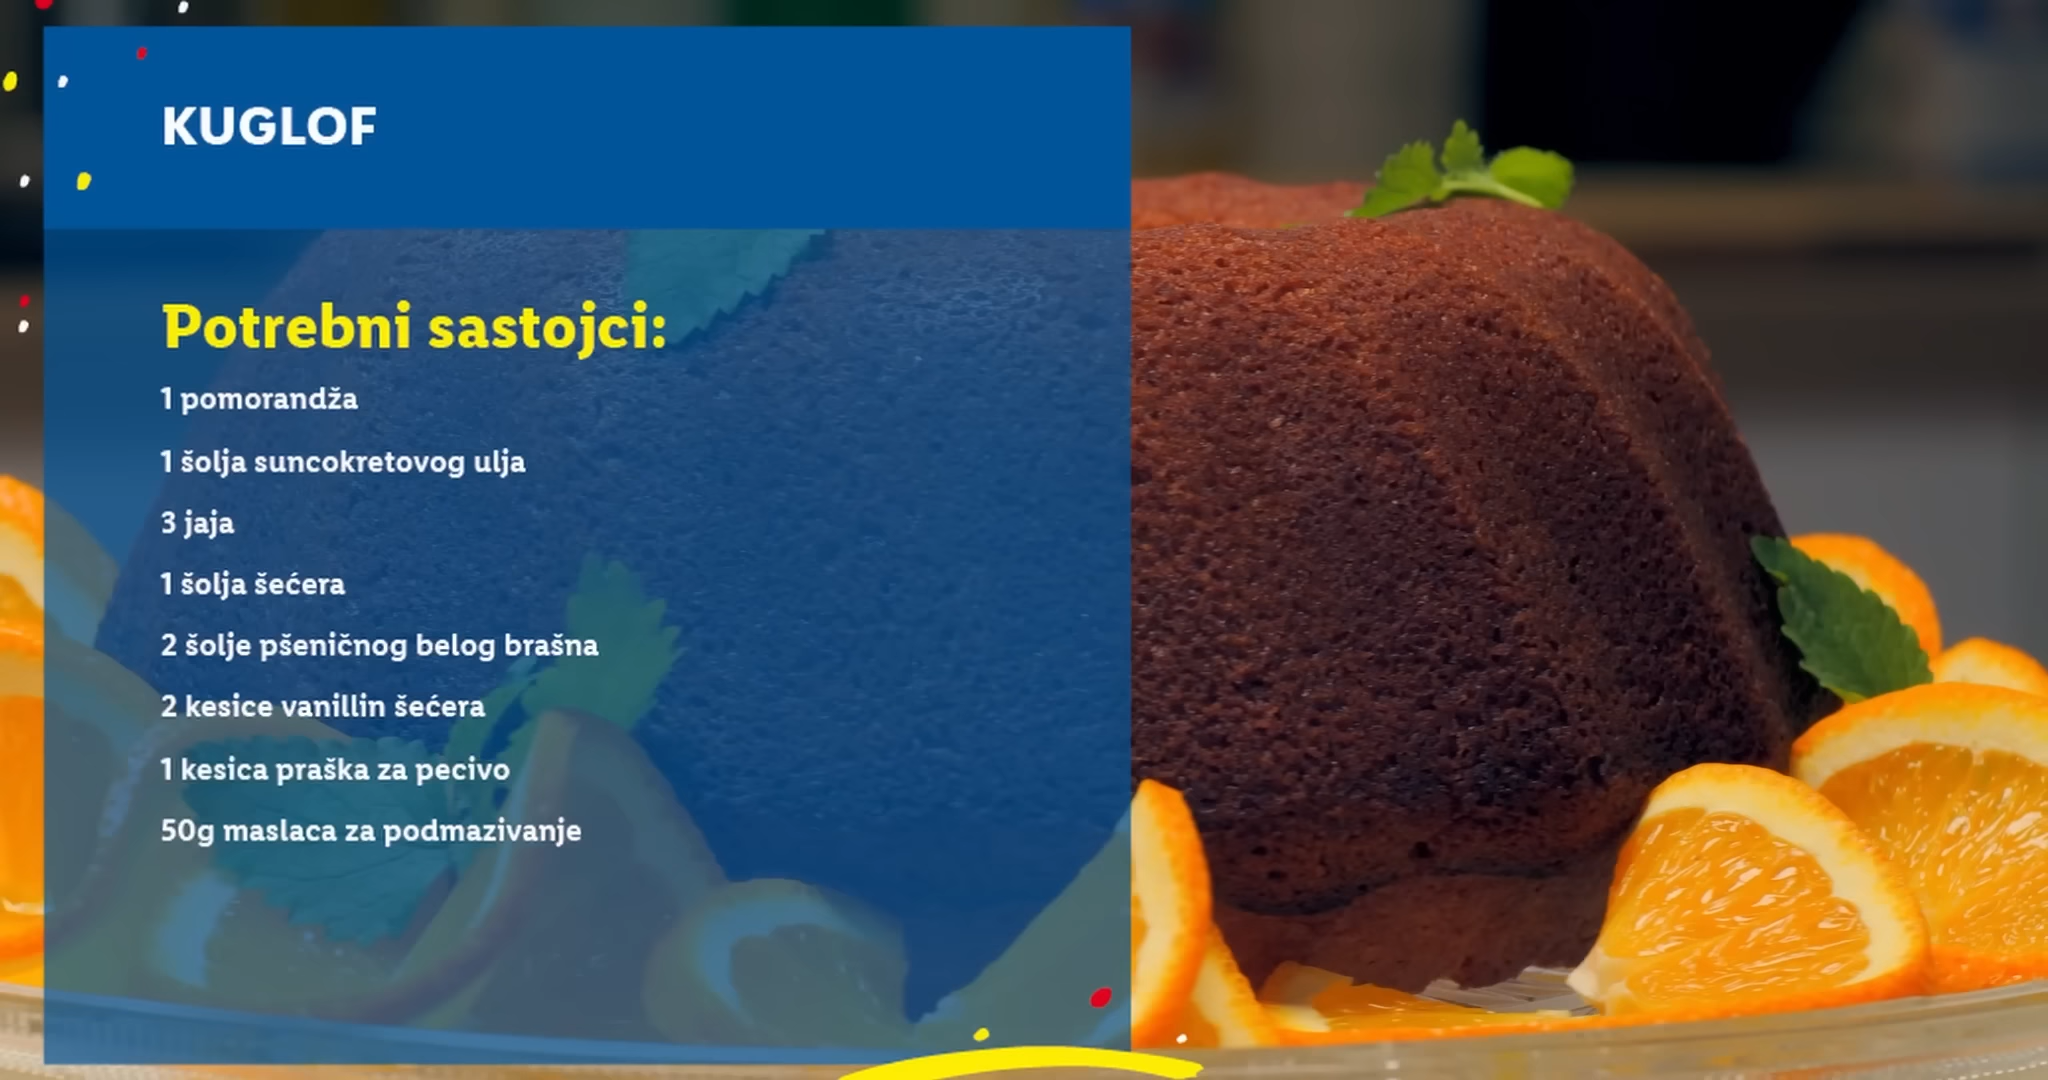 KUGLOF
Potrebni sastojci:
1 pomorandža
1 šolja suncokretovog ulja
3 jaja
1 šolja šećera
2 šolje pšeničnog belog brašna
2 kesice vanillin šećera
1 kesica praška za pecivo
50g maslaca za podmazivanje